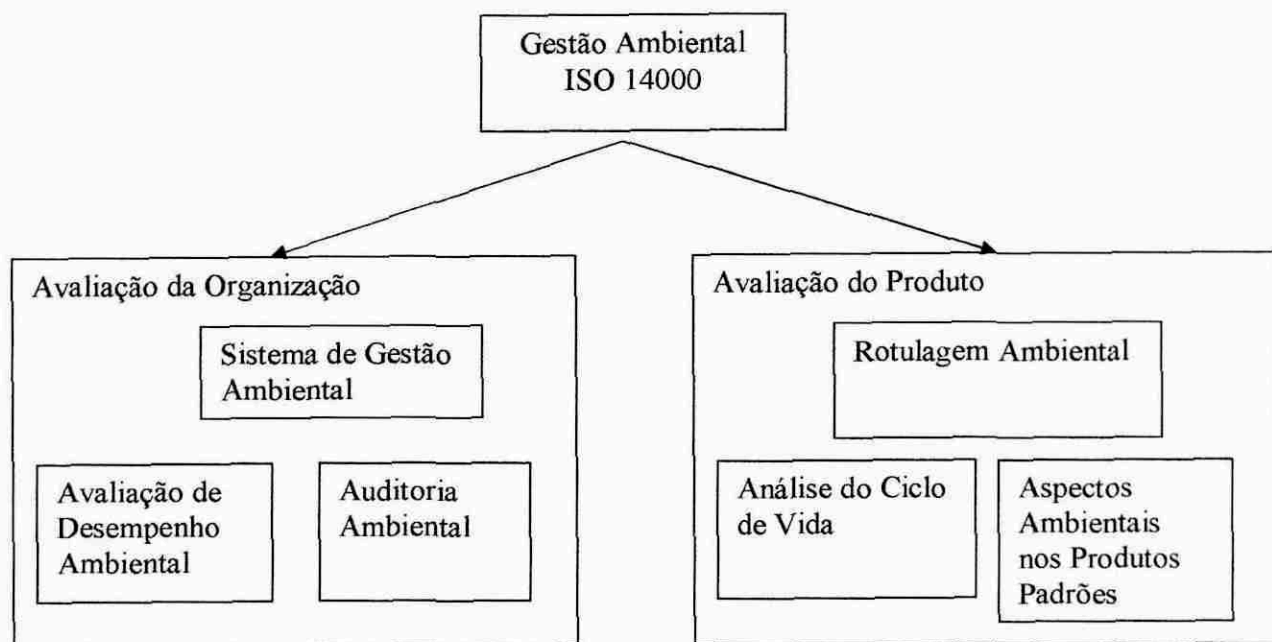 Gestão Ambiental
ISO 14000
Avaliação da Organização
Sistema de Gestão
Ambiental
Avaliação de
Desempenho
Ambiental
Auditoria
Ambiental
Avaliação do Produto
Rotulagem Ambiental
Análise do Ciclo
de Vida
Aspectos
Ambientais
nos Produtos
Padrões